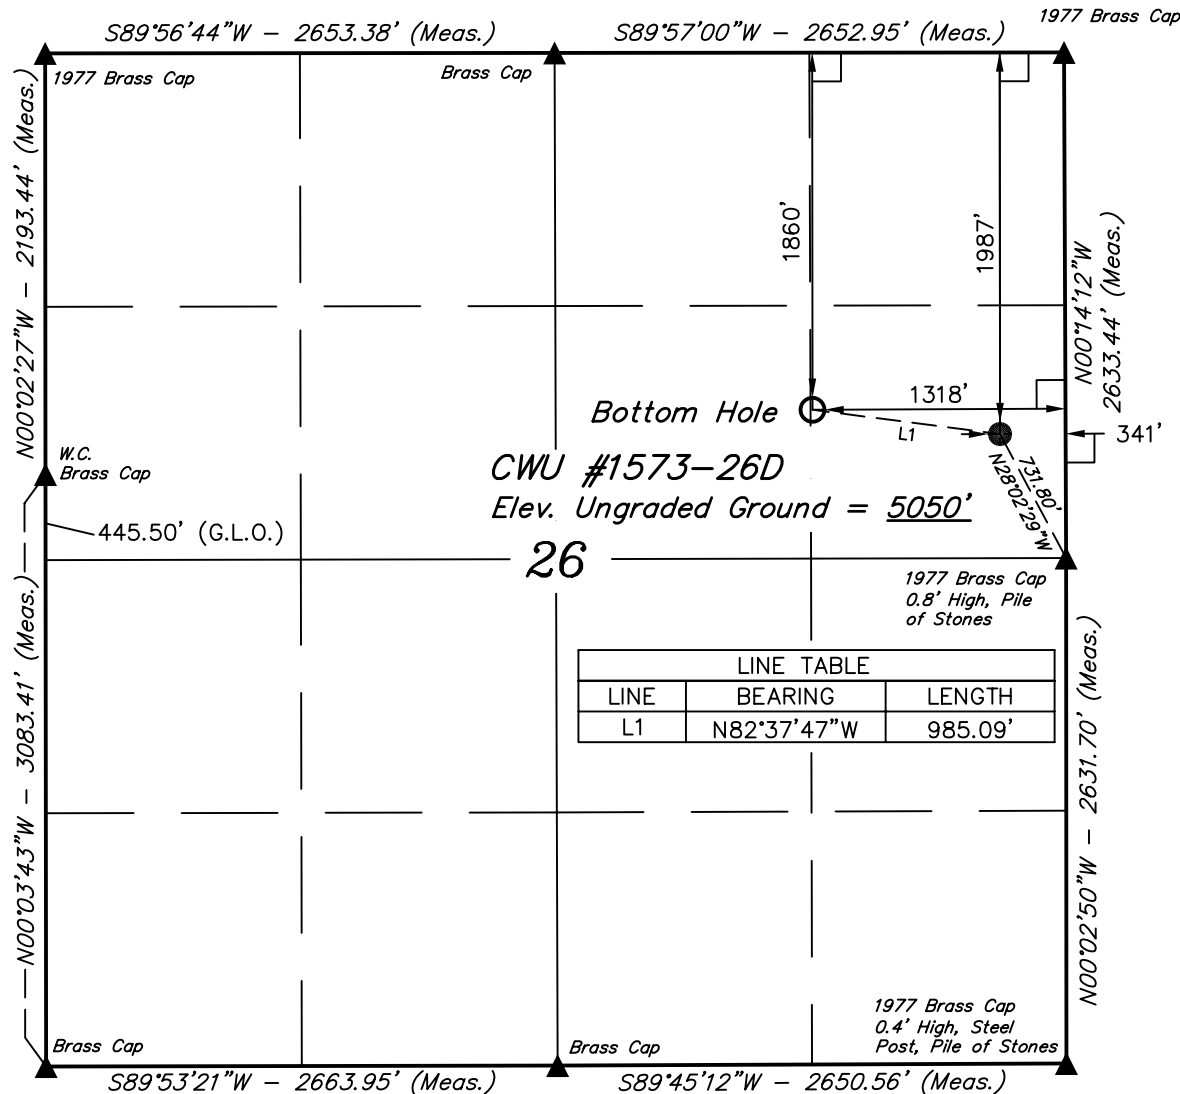 1977 Brass Cap
S89°56'44"W – 2653.38' (Meas.)
S89°57'00"W – 2652.95' (Meas.)
1977 Brass Cap
Brass Cap
N00°02'27"W – 2193.44' (Meas.)
1860'
1987'
N00°14'12"W
2633.44' (Meas.)
1318'
Bottom Hole
L1
341'
W.C.
Brass Cap
CWU #1573–26D
Elev. Ungraded Ground = 5050'
731.80'
N28°02'29"W
445.50' (G.L.O.)
26
1977 Brass Cap
0.8' High, Pile
of Stones
LINE TABLE
LINE BEARING LENGTH
L1 N82°37'47"W 985.09'
N00°03'43"W – 3083.41' (Meas.)
N00°02'50"W – 2631.70' (Meas.)
1977 Brass Cap
0.4' High, Steel
Post, Pile of Stones
Brass Cap
Brass Cap
S89°53'21"W – 2663.95' (Meas.)
S89°45'12"W – 2650.56' (Meas.)